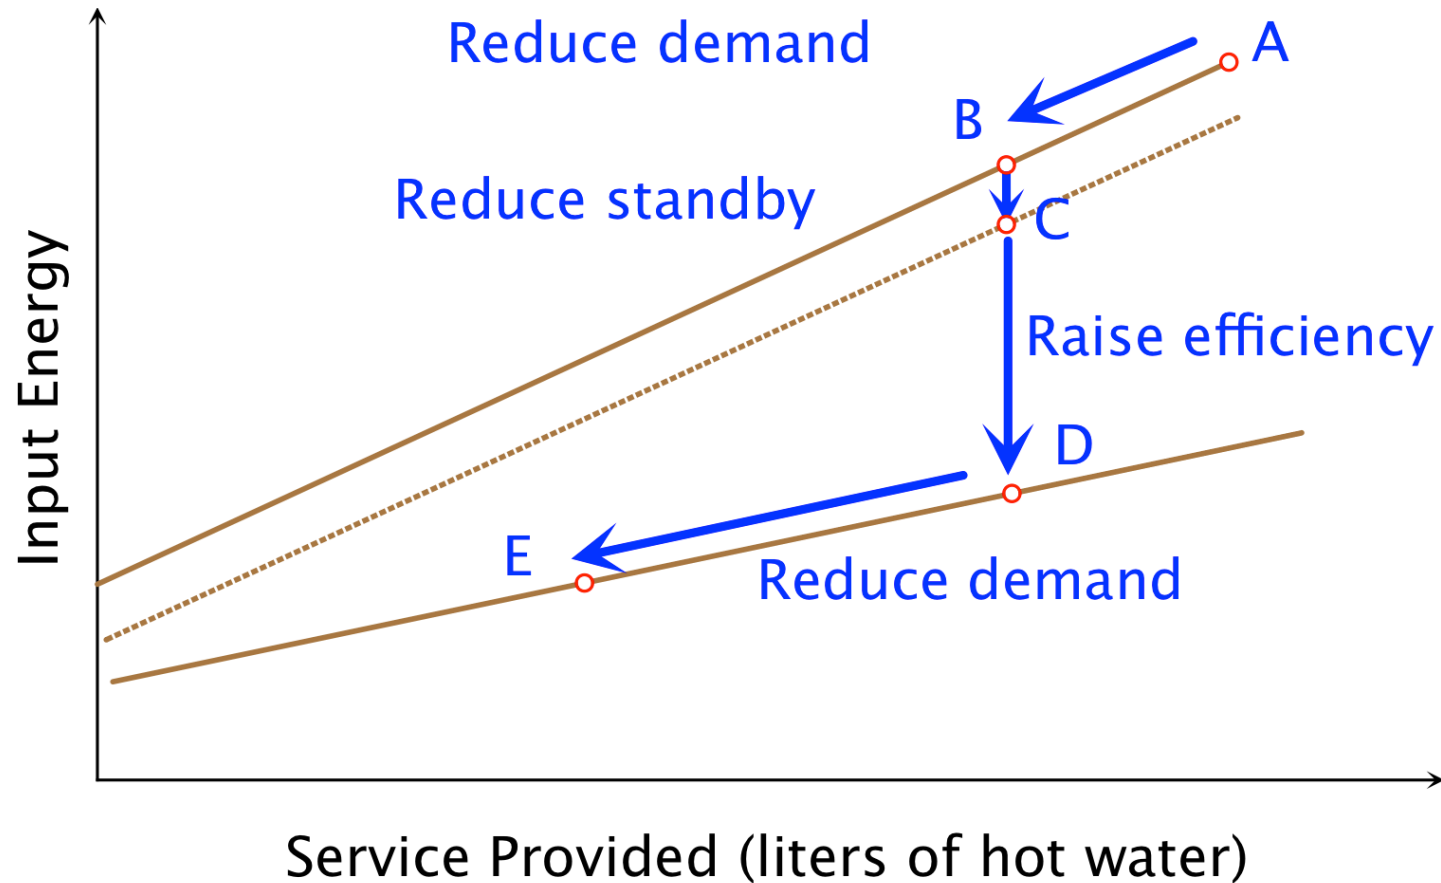 Reduce demand
A
B
Reduce standby
C
Raise efficiency
D
E
Reduce demand
Input Energy
Service Provided (liters of hot water)